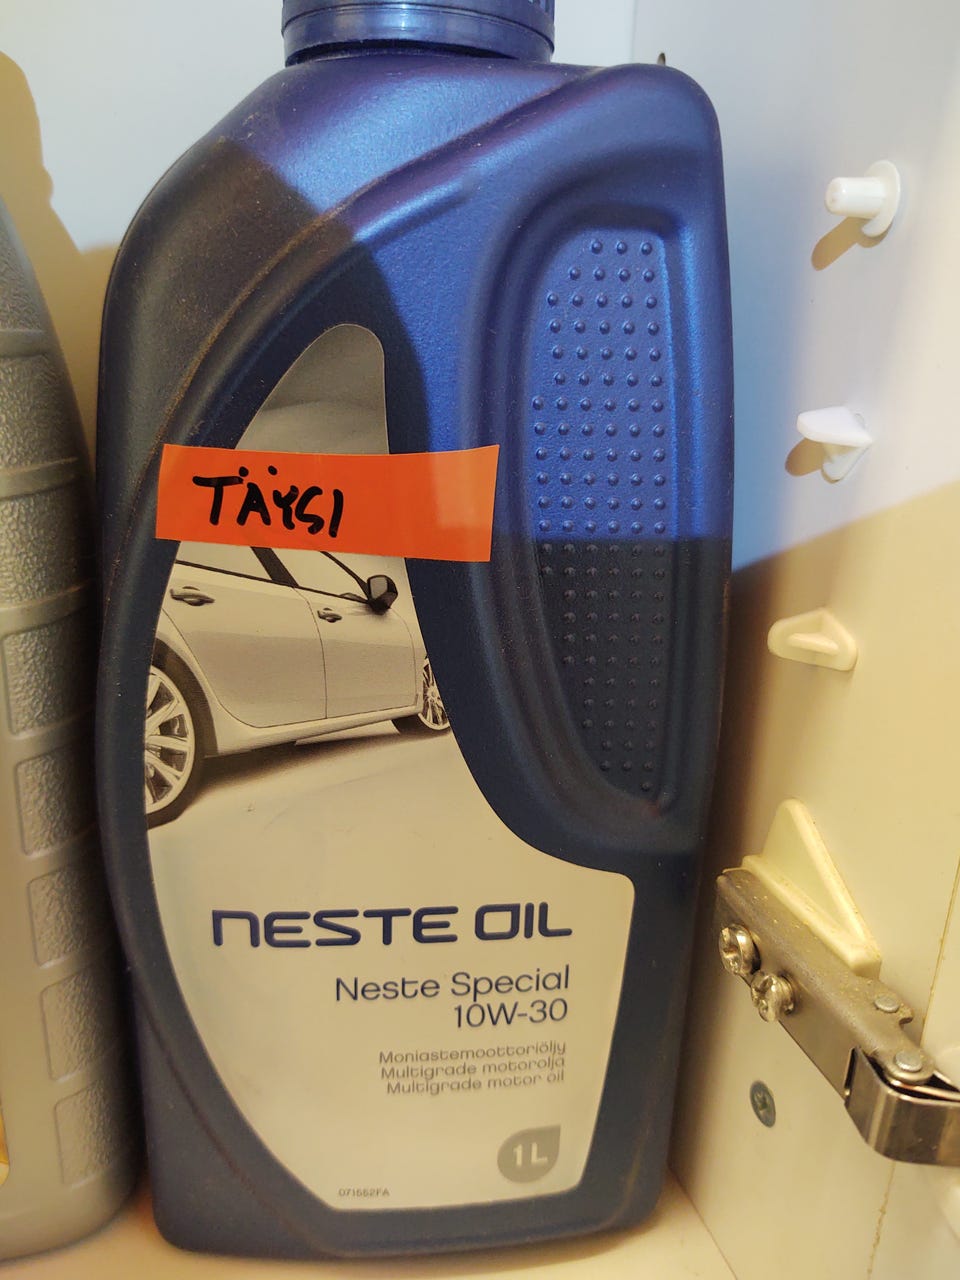 TÄYSI
NESTE OIL
Neste Special
10W-30
Moniastemoottoriöljy
Multigrade motorolja
Multigrade motor oil
1L
071552FA